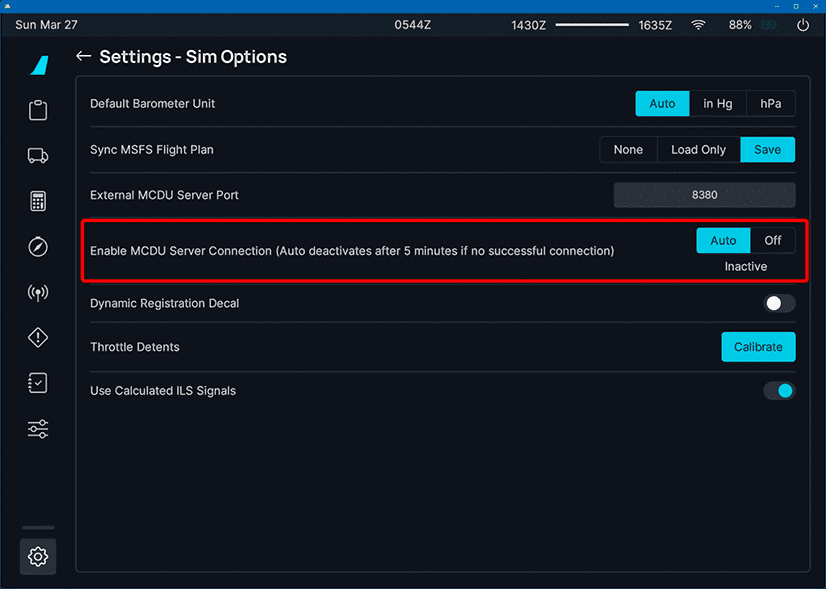 Sun Mar 27 0544Z 1430Z 1635Z 88%
Settings - Sim Options
Default Barometer Unit Auto in Hg hPa
Sync MSFS Flight Plan None Load Only Save
External MCDU Server Port 8380
Enable MCDU Server Connection (Auto deactivates after 5 minutes if no successful connection) Auto Off
Inactive
Dynamic Registration Decal
Throttle Detents Calibrate
Use Calculated ILS Signals